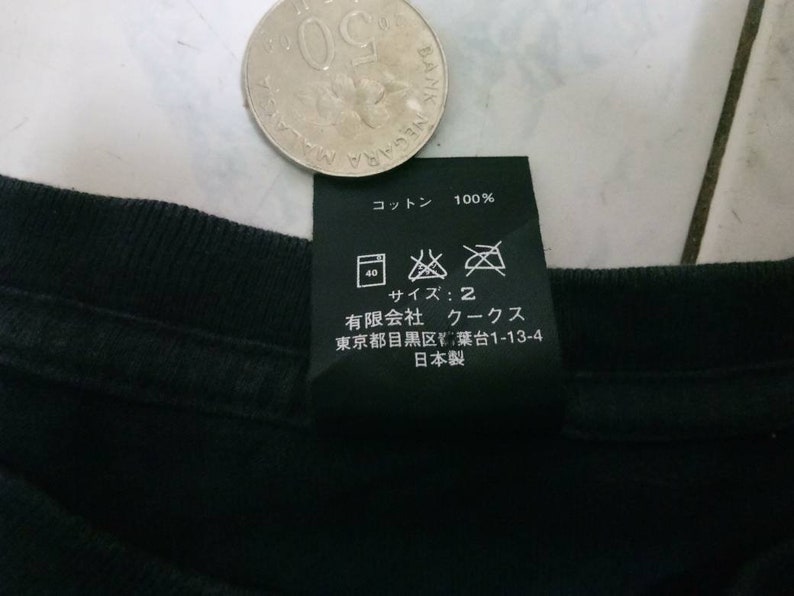 50
BANK NEGARA MALAYSIA
コットン 100%
40
サイズ : 2
有限会社 クークス
東京都目黒区 葉台1-13-4
日本製